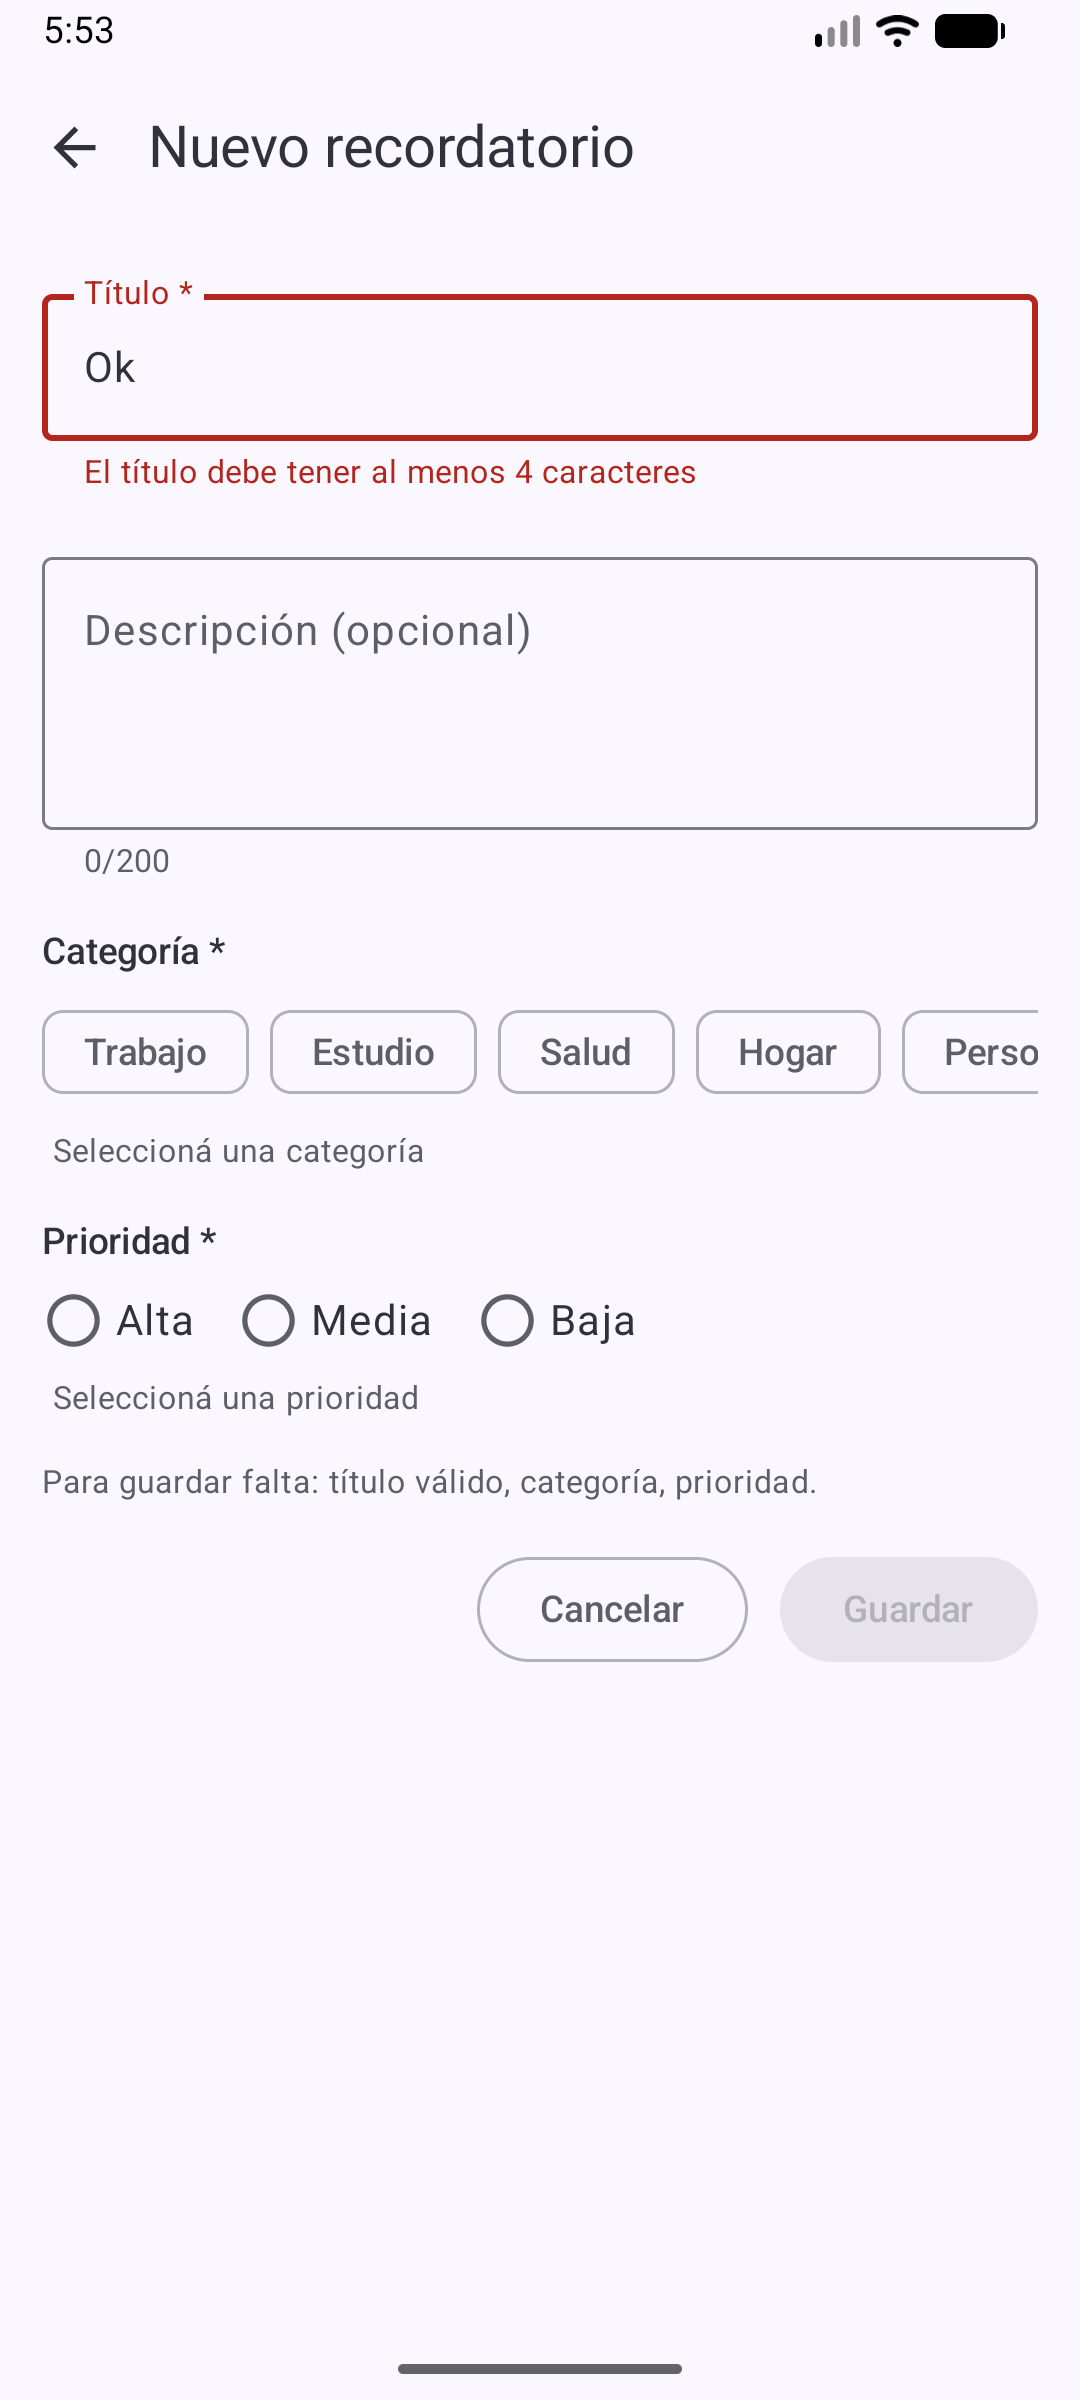 5:53
Nuevo recordatorio
Título *
Ok
El título debe tener al menos 4 caracteres
Descripción (opcional)
0/200
Categoría *
Trabajo Estudio Salud Hogar Perso
Seleccioná una categoría
Prioridad *
Alta Media Baja
Seleccioná una prioridad
Para guardar falta: título válido, categoría, prioridad.
Cancelar Guardar